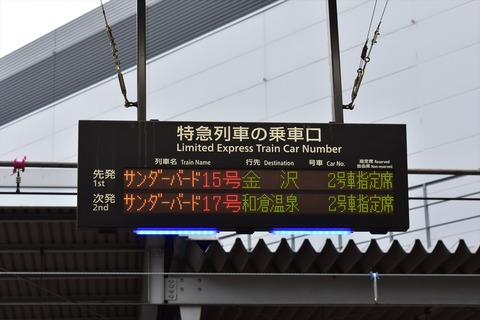 特急列車の乗車口
Limited Express Train Car Number
列車名 Train Name 行先 Destination 号車 Car No. 指定席 Reserved
自由席 Non-reserved
先発 サンダーバード 15号 金沢 2号車指定席
1st
次発 サンダーバード 17号 和倉温泉 2号車指定席
2nd